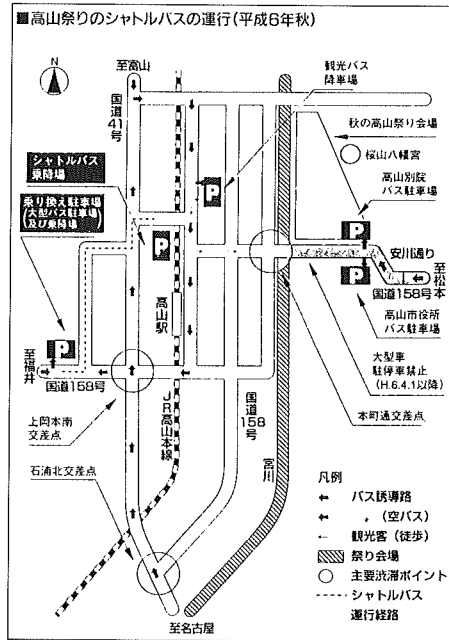 ■高山祭りのシャトルバスの運行(平成6年秋)
N
至富山
国道41号
観光バス
降車場
秋の高山祭り会場
桜山八幡宮
高山別院
バス駐車場
シャトルバス
乗降場
乗り換え駐車場
(大型バス駐車場)
及び乗降場
P
P
P
P
P
安川通り
至松本
国道158号
高山市役所
バス駐車場
高山駅
至福井
国道158号
大型車
駐停車禁止
(H.6.4.1以降)
本町通交差点
上岡本南
交差点
JR高山本線
国道158号
宮川
石浦北交差点
至名古屋
凡例
バス誘導路
〃 (空バス)
観光客(徒歩)
祭り会場
主要渋滞ポイント
シャトルバス
運行経路